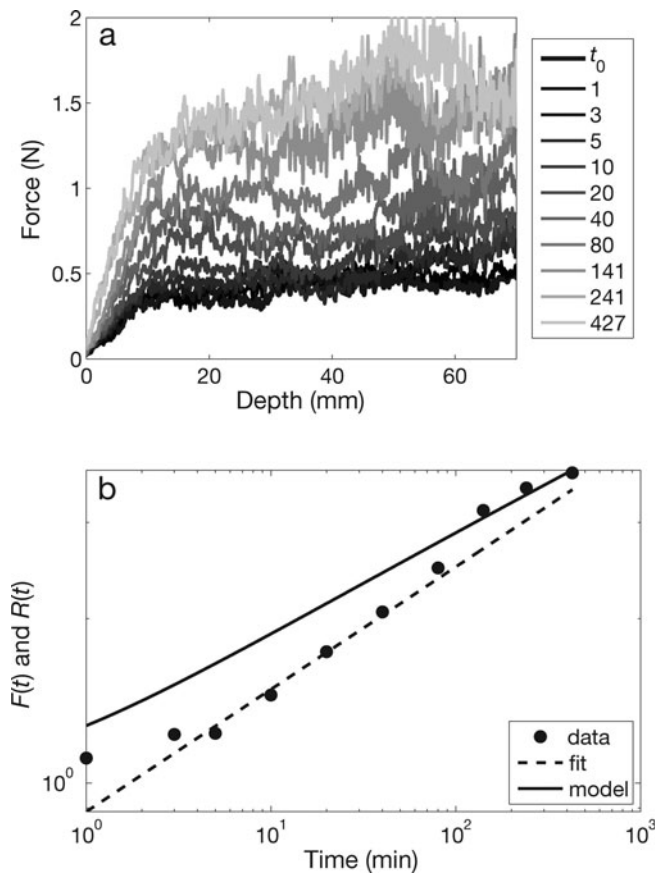 a
Force (N)
2
1.5
1
0.5
0
0 20 40 60
Depth (mm)
t0
1
3
5
10
20
40
80
141
241
427
b
F(t) and R(t)
10^0
10^0 10^1 10^2 10^3
Time (min)
data
fit
model